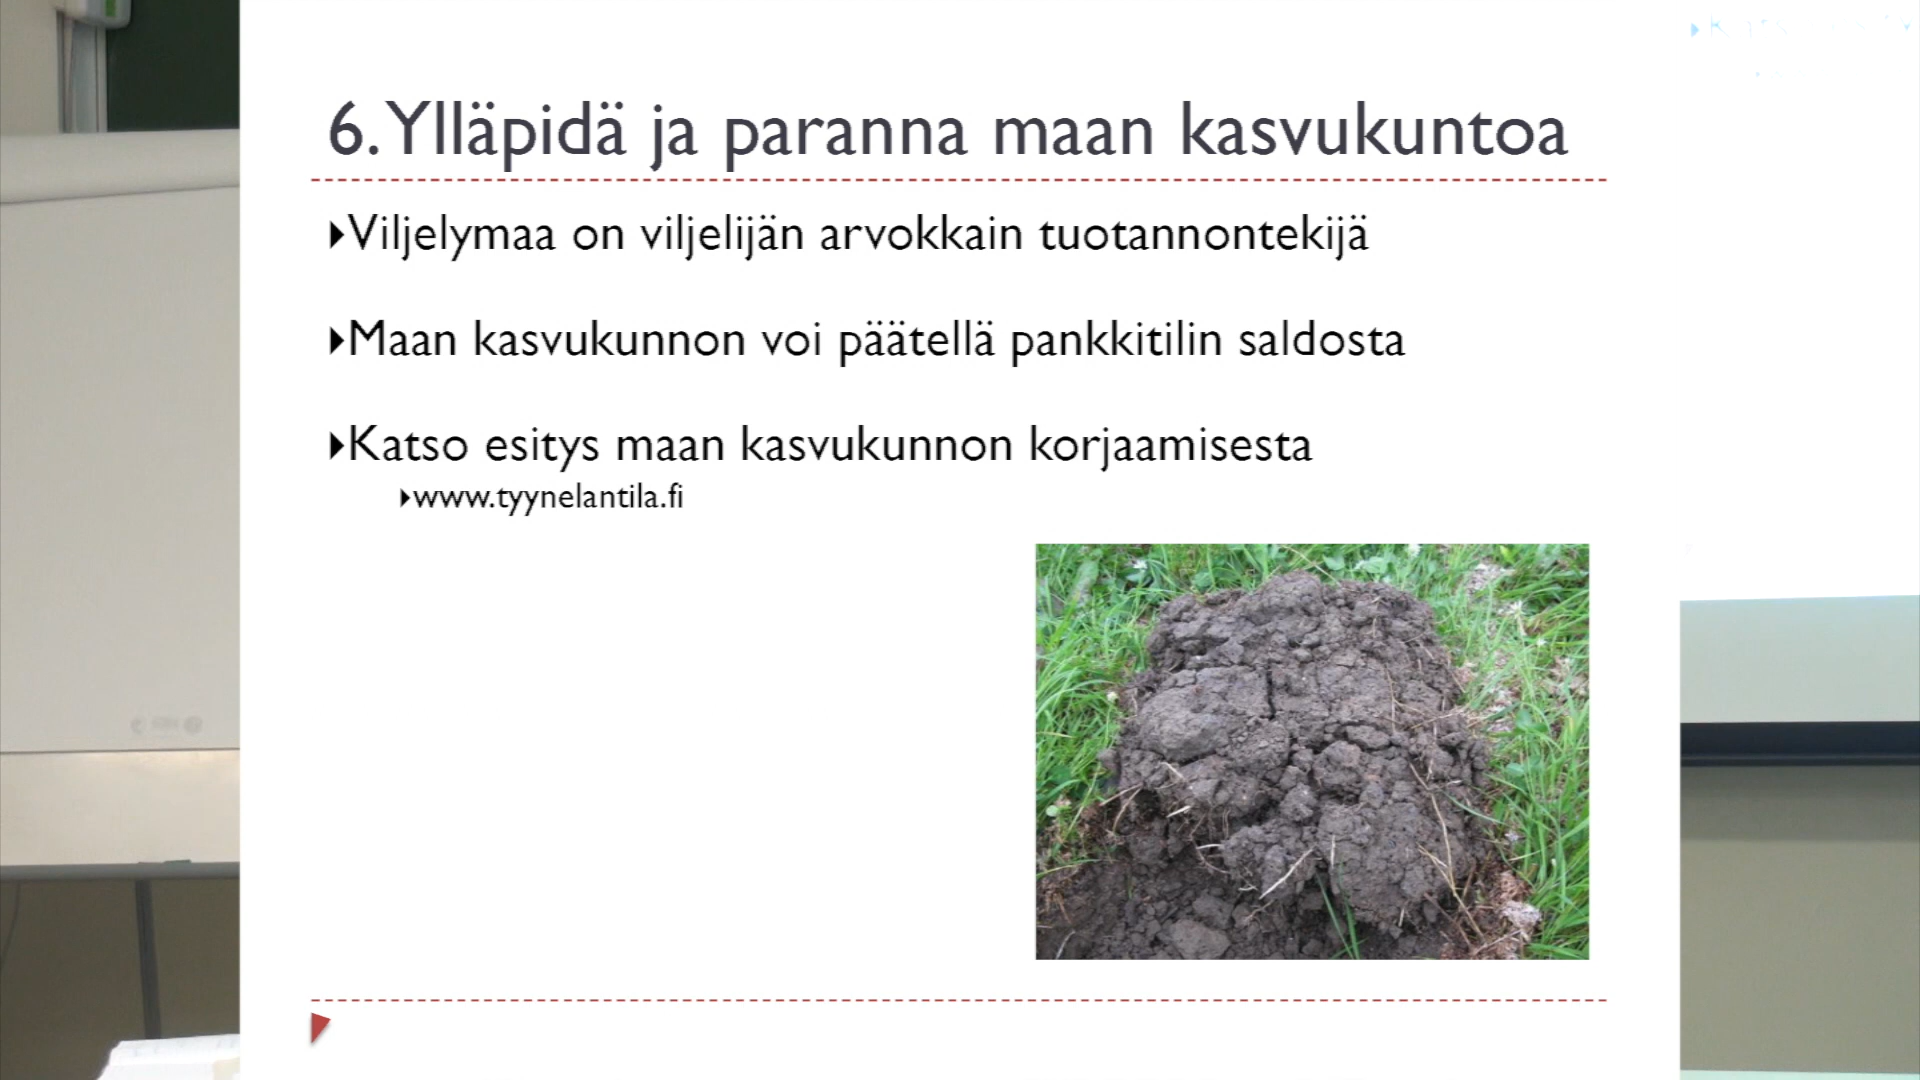 6. Ylläpidä ja paranna maan kasvukuntoa
Viljelymaa on viljelijän arvokkain tuotannontekijä
Maan kasvukunnon voi päätellä pankkitilin saldosta
Katso esitys maan kasvukunnon korjaamisesta
www.tyynelantila.fi